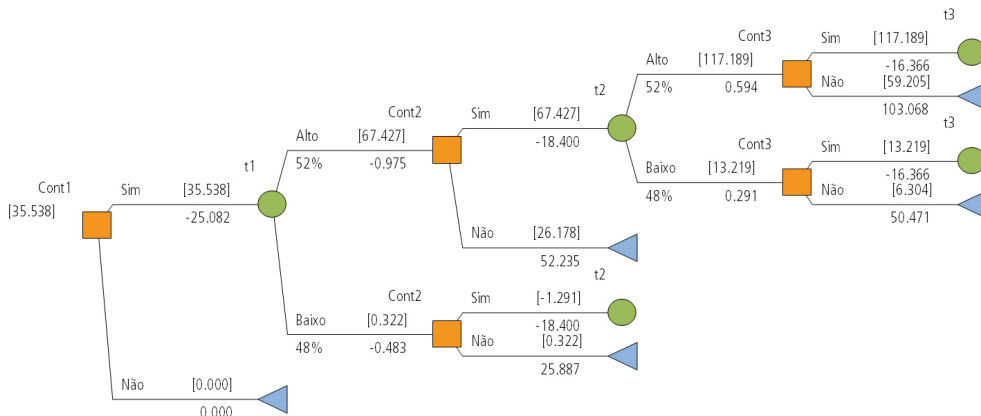 t3
Cont3 Sim [117.189]
Alto [117.189] -16.366
t2 52% 0.594 Não [59.205]
Cont2 Sim [67.427] 103.068
t3
Alto [67.427] -18.400 Cont3 Sim [13.219]
t1 52% -0.975 Baixo [13.219] -16.366
Cont1 Sim [35.538] 48% 0.291 Não [6.304]
[35.538] -25.082 50.471
Não [26.178]
52.235
t2
Cont2 Sim [-1.291]
Baixo [0.322] -18.400
48% -0.483 Não [0.322]
25.887
Não [0.000]
0.000